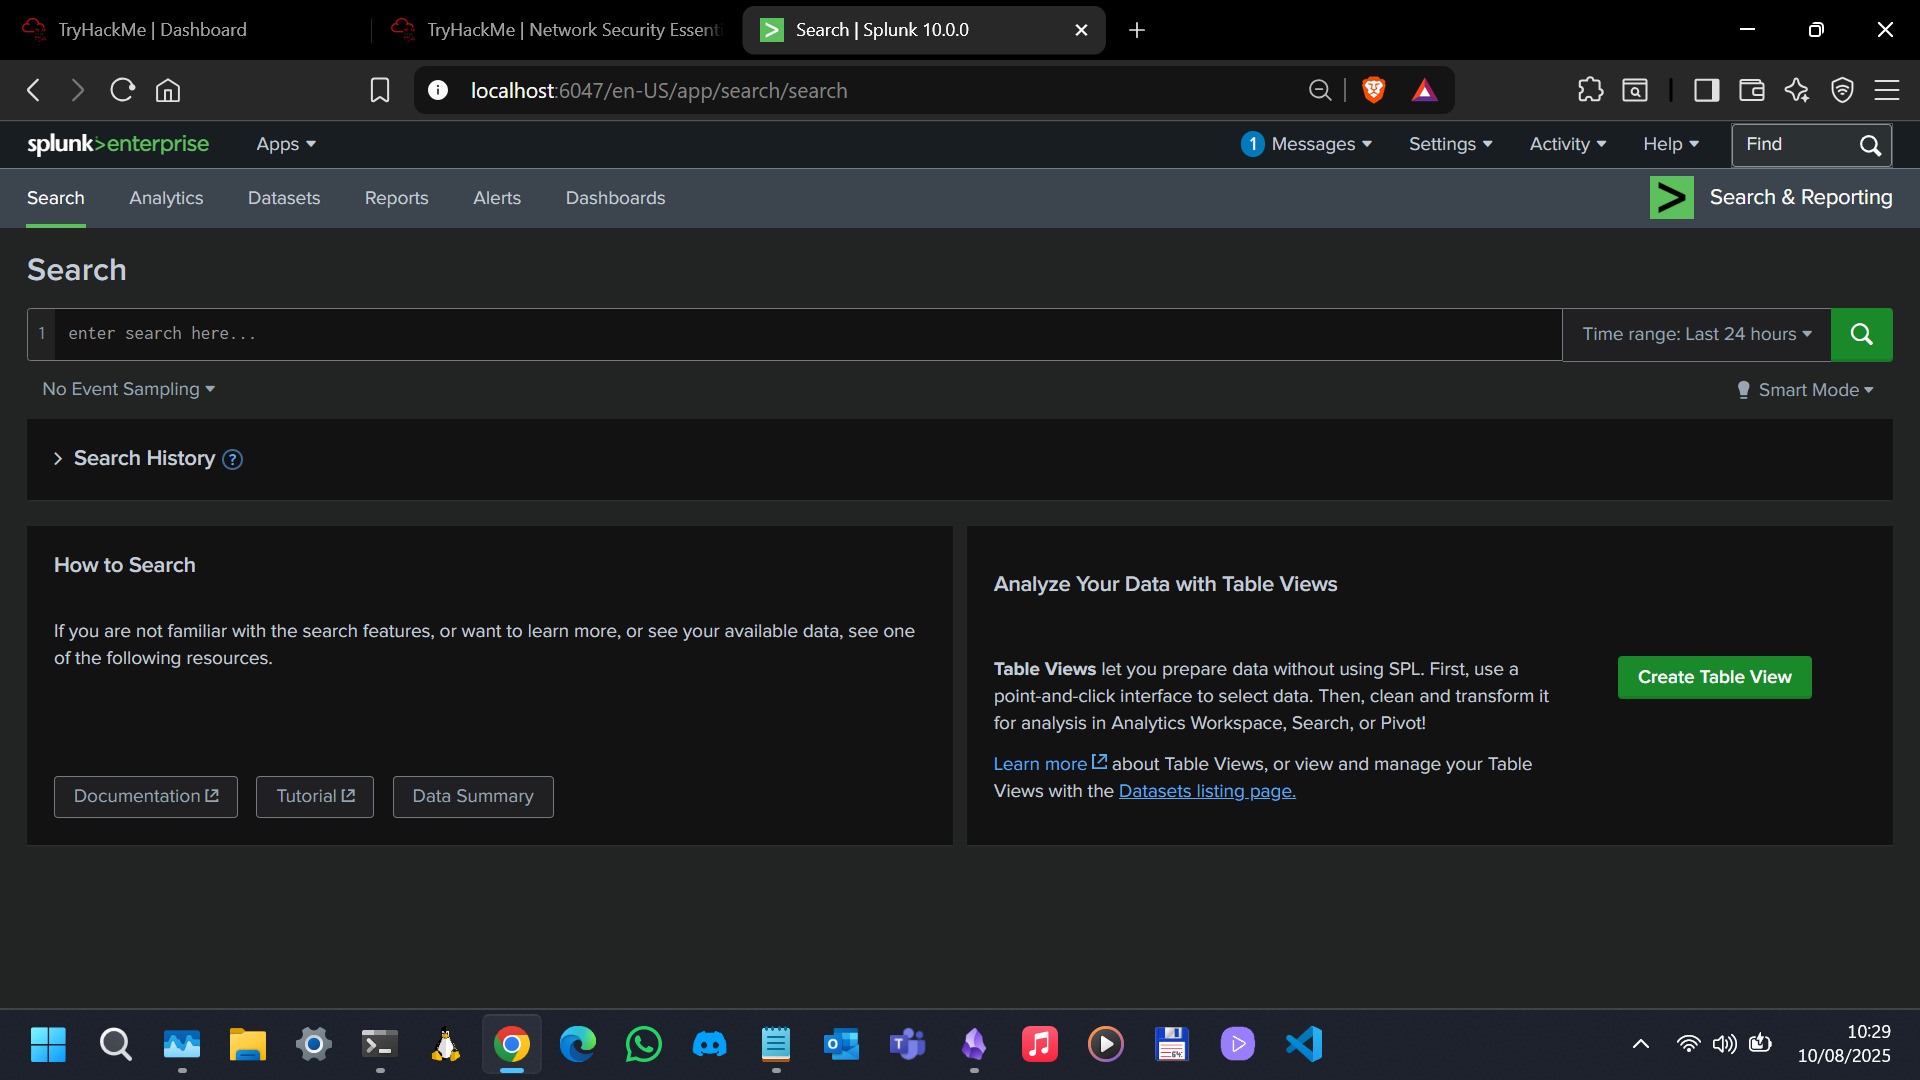 TryHackMe | Dashboard
TryHackMe | Network Security Essent
Search | Splunk 10.0.0
localhost:6047/en-US/app/search/search
splunk>enterprise
Apps
1
Messages
Settings
Activity
Help
Find
Search
Analytics
Datasets
Reports
Alerts
Dashboards
Search & Reporting
Search
1
enter search here...
Time range: Last 24 hours
No Event Sampling
Smart Mode
Search History
?
How to Search
If you are not familiar with the search features, or want to learn more, or see your available data, see one
of the following resources.
Documentation
Tutorial
Data Summary
Analyze Your Data with Table Views
Table Views let you prepare data without using SPL. First, use a
point-and-click interface to select data. Then, clean and transform it
for analysis in Analytics Workspace, Search, or Pivot!
Learn more about Table Views, or view and manage your Table
Views with the Datasets listing page.
Create Table View
10:29
10/08/2025